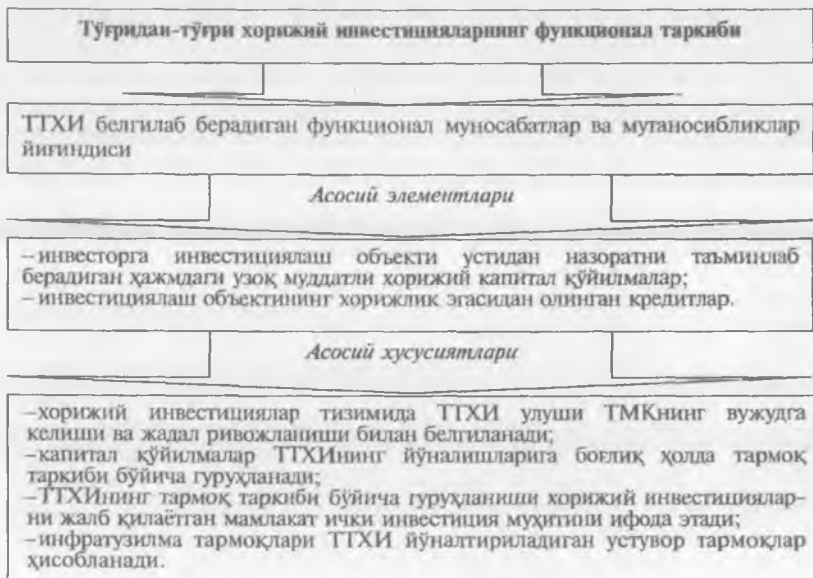 Тўғридан-тўғри хорижий инвестицияларнинг функционал таркиби
ТТХИ белгилаб берадиган функционал муносабатлар ва мутаносибликлар
йиғиндиси
Асосий элементлари
–инвесторга инвестициялаш объекти устидан назоратни таъминлаб
берадиган ҳажмдаги узоқ муддатли хорижий капитал қўйилмалар;
–инвестициялаш объектининг хорижлик эгасидан олинган кредитлар.
Асосий хусусиятлари
–хорижий инвестициялар тизимида ТТХИ улуши ТМКнинг вужудга
келиши ва жадал ривожланиши билан белгиланади;
–капитал қўйилмалар ТТХИнинг йўналишларига боғлиқ ҳолда тармоқ
таркиби бўйича гуруҳланади;
–ТТХИнинг тармоқ таркиби бўйича гуруҳланиши хорижий инвестициялар-
ни жалб қилаётган мамлакат ички инвестиция муҳитини ифода этади;
–инфратузилма тармоқлари ТТХИ йўналтириладиган устувор тармоқлар
ҳисобланади.